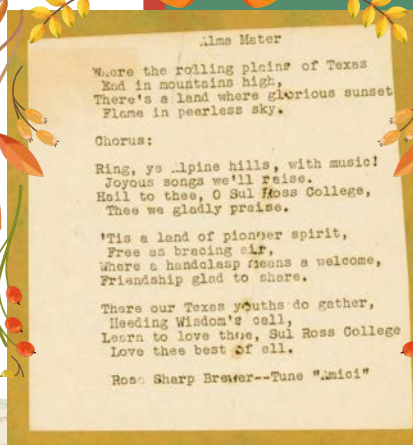 Alma Mater
Where the rolling plains of Texas
End in mountains high,
There's a land where glorious sunset
Flame in peerless sky.
Chorus:
Ring, ye Alpine hills, with music!
Joyous songs we'll raise.
Hail to thee, O Sul Ross College,
Thee we gladly praise.
'Tis a land of pioneer spirit,
Free as bracing air,
Where a handclasp means a welcome,
Friendship glad to share.
There our Texas youths do gather,
Heeding Wisdom's call,
Learn to love thee, Sul Ross College
Love thee best of all.
Rose Sharp Brewer--Tune "Amici"